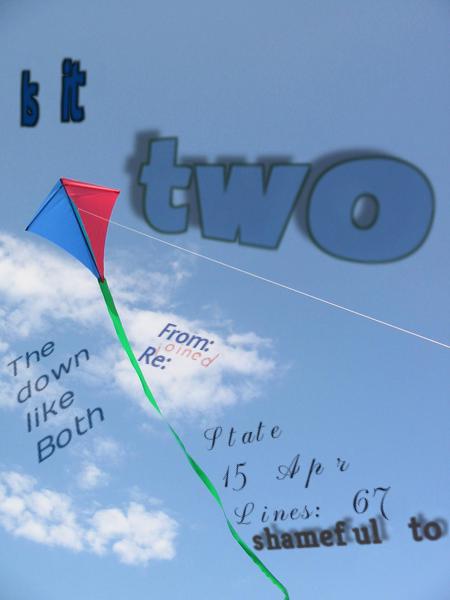 Is it
two
From:
joined
Re:
The
down
like
Both
State
15 Apr
Lines: 67
shameful to